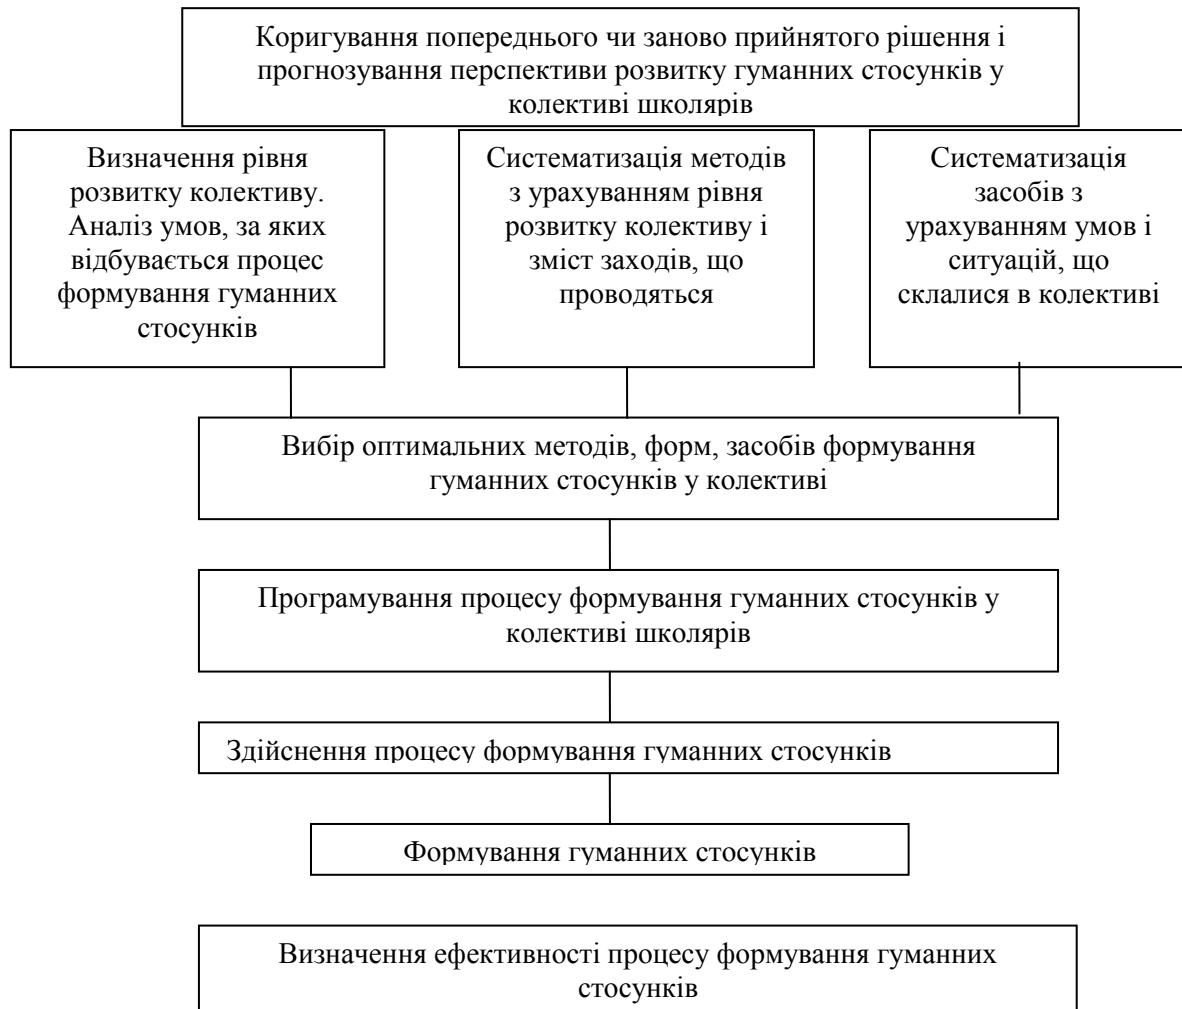 Коригування попереднього чи заново прийнятого рішення і
прогнозування перспективи розвитку гуманних стосунків у
колективі школярів
Визначення рівня
розвитку колективу.
Аналіз умов, за яких
відбувається процес
формування гуманних
стосунків
Систематизація методів
з урахуванням рівня
розвитку колективу і
зміст заходів, що
проводяться
Систематизація
засобів з
урахуванням умов і
ситуацій, що
склалися в колективі
Вибір оптимальних методів, форм, засобів формування
гуманних стосунків у колективі
Програмування процесу формування гуманних стосунків у
колективі школярів
Здійснення процесу формування гуманних стосунків
Формування гуманних стосунків
Визначення ефективності процесу формування гуманних
стосунків